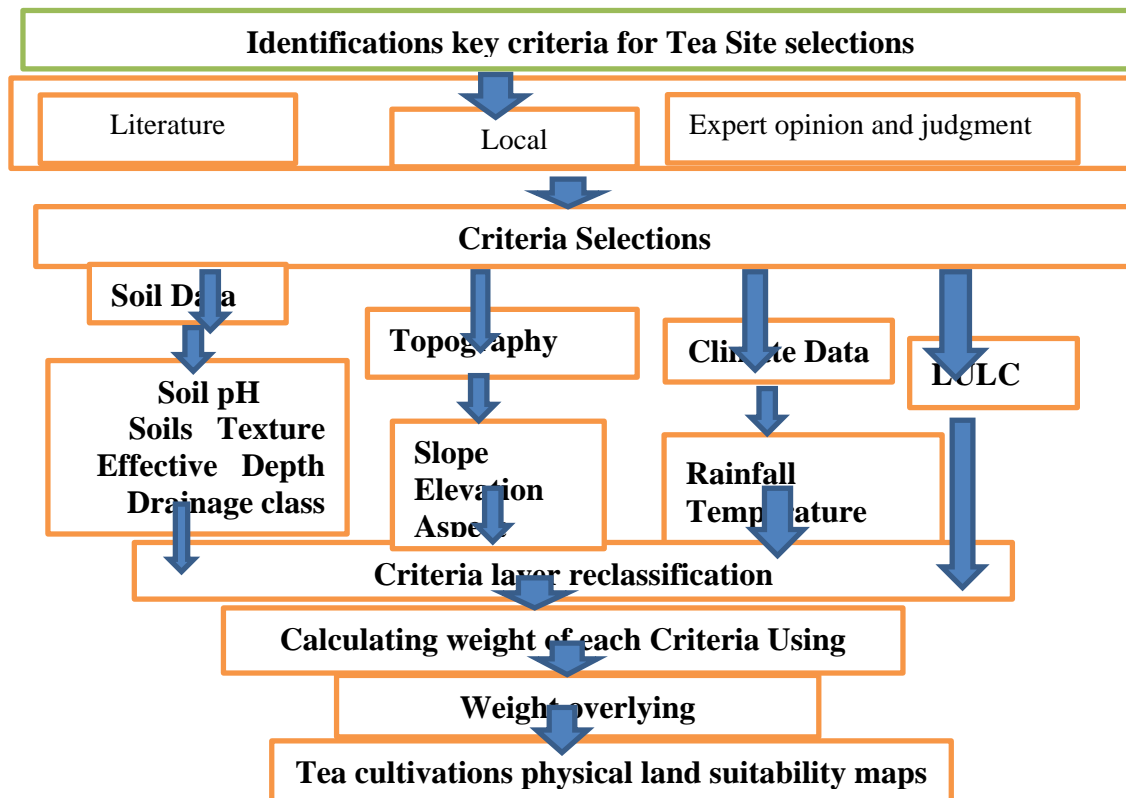 Identifications key criteria for Tea Site selections
Literature
Local
Expert opinion and judgment
Criteria Selections
Soil Data
Topography
Climate Data
LULC
Soil pH
Soils Texture
Effective Depth
Drainage class
Slope
Elevation
Aspect
Rainfall
Temperature
Criteria layer reclassification
Calculating weight of each Criteria Using
Weight overlying
Tea cultivations physical land suitability maps